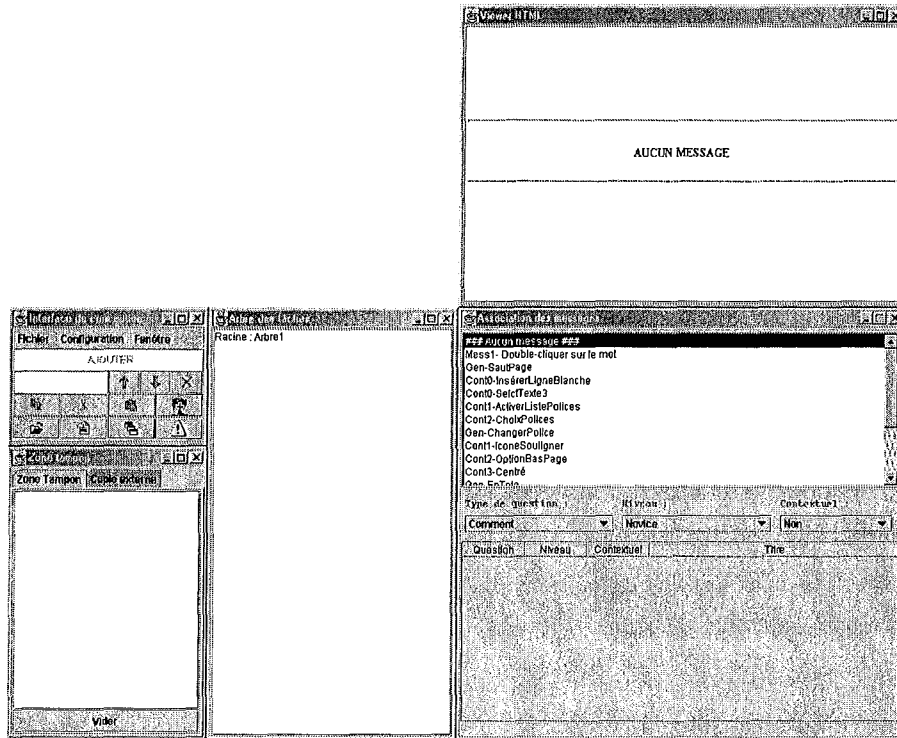 Viewer HTML
AUCUN MESSAGE
Fichier Configuration Fenêtre
AJOUTER
Zone tampon
Zone Tampon Copie externe
Vider
Racine : Arbre1
Association des messages
### Aucun message ###
Mess1- Double-cliquer sur le mot
Gen-SautPage
Cont0-InsérerLigneBlanche
Cont0-SelctTexte3
Cont1-ActiverListePolices
Cont2-ChoixPolices
Gen-ChangerPolice
Cont1-IconeSouligner
Cont2-OptionBasPage
Cont3-Centré
Gen-EnTete
Type de question : Niveau : Contextuel
Comment Novice Non
Question Niveau Contextuel Titre